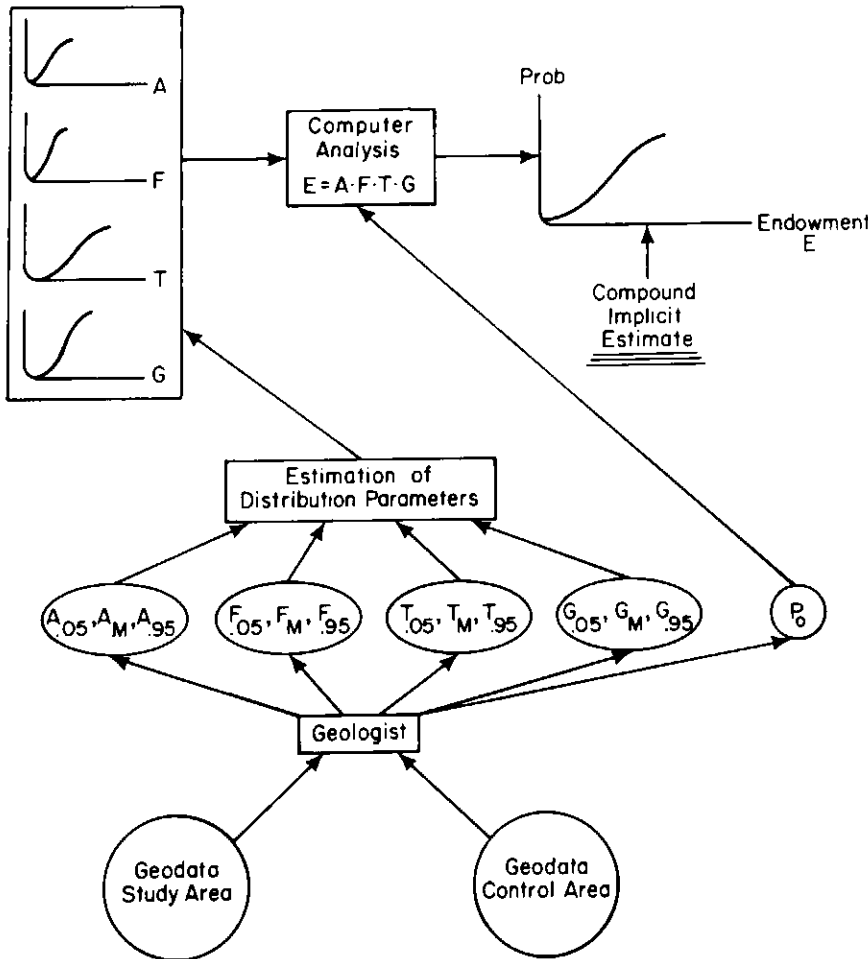 A
F
T
G
Computer
Analysis
E = A·F·T·G
Prob
Endowment
E
Compound
Implicit
Estimate
Estimation of
Distribution Parameters
A.05, AM, A.95
F.05, FM, F.95
T.05, TM, T.95
G.05, GM, G.95
Po
Geologist
Geodata
Study Area
Geodata
Control Area